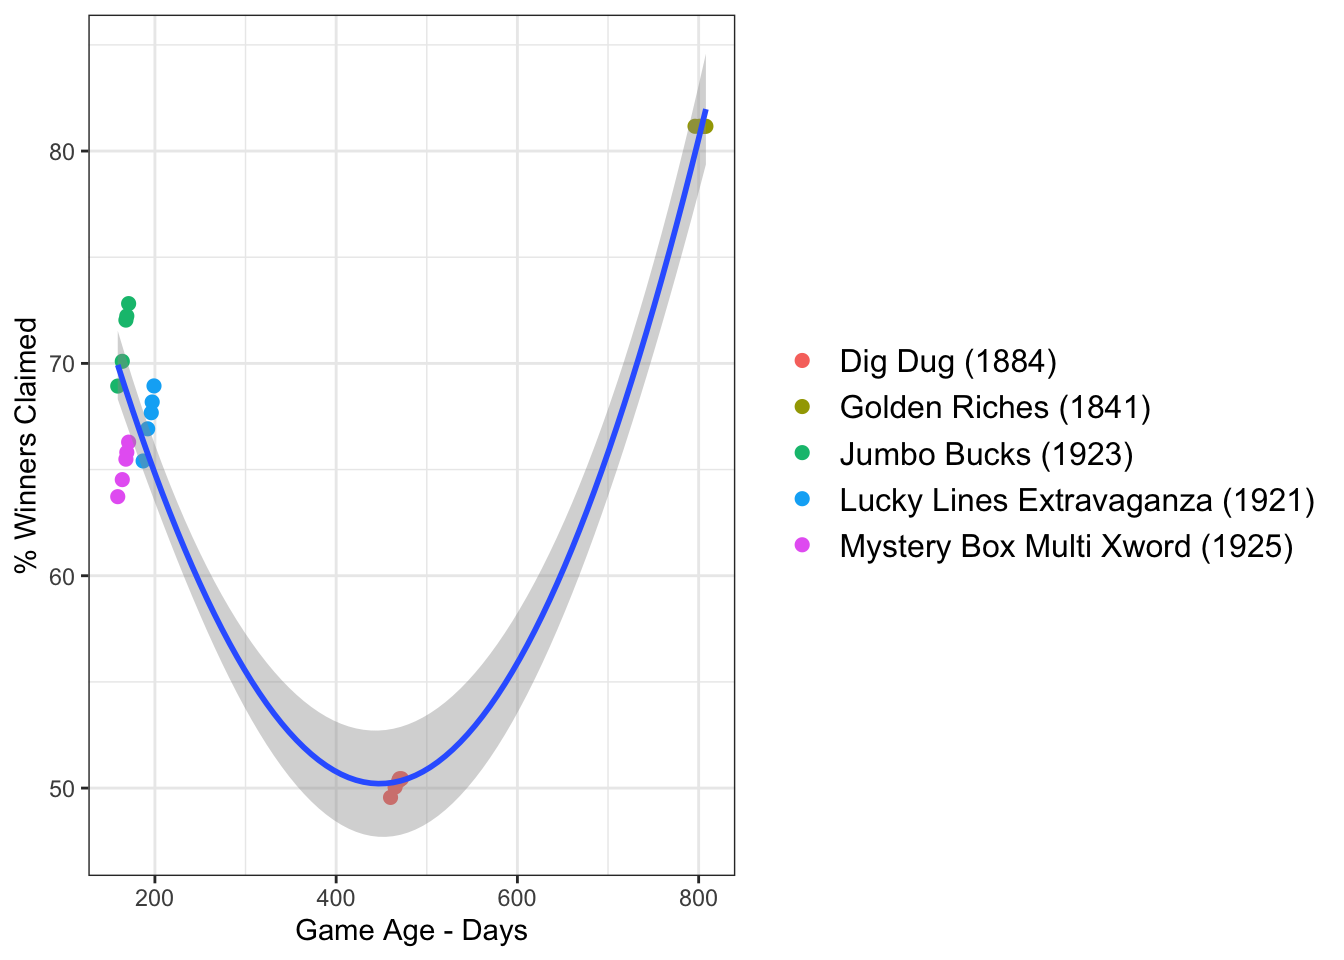 % Winners Claimed
80
70
60
50
200 400 600 800
Game Age - Days
Dig Dug (1884)
Golden Riches (1841)
Jumbo Bucks (1923)
Lucky Lines Extravaganza (1921)
Mystery Box Multi Xword (1925)